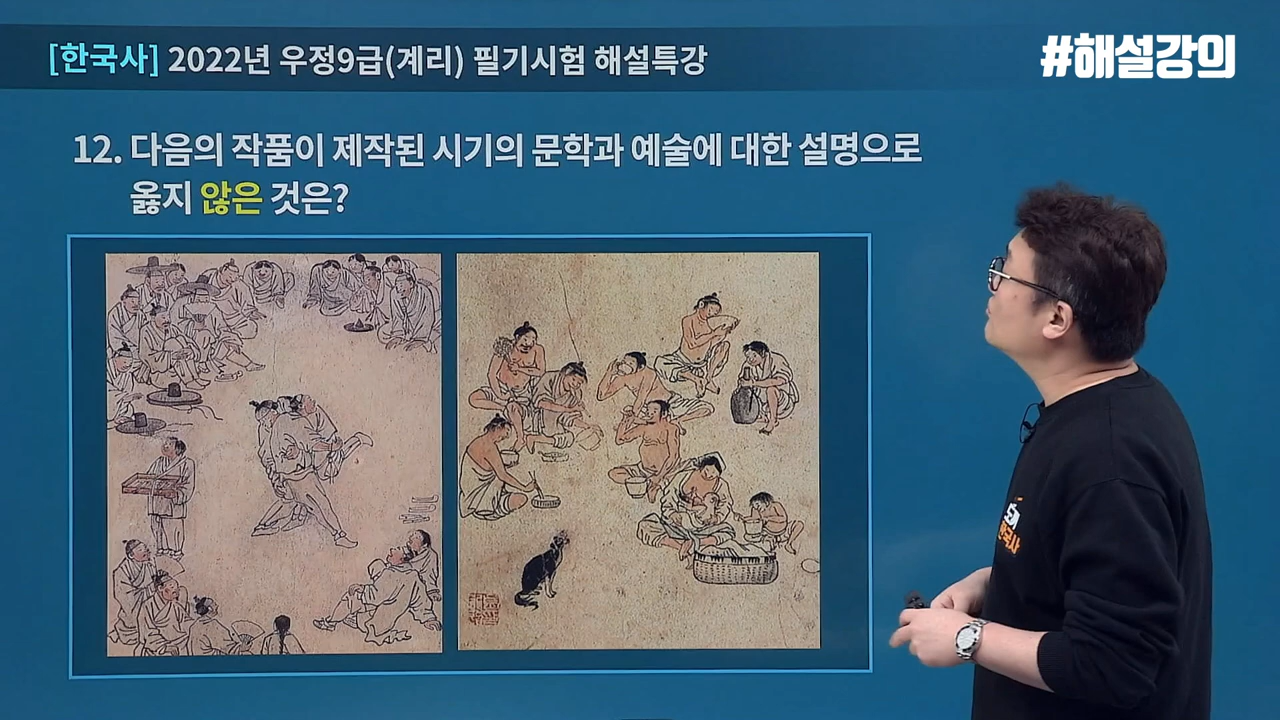 [한국사] 2022년 우정9급(계리) 필기시험 해설특강
#해설강의
12. 다음의 작품이 제작된 시기의 문학과 예술에 대한 설명으로
옳지 않은 것은?